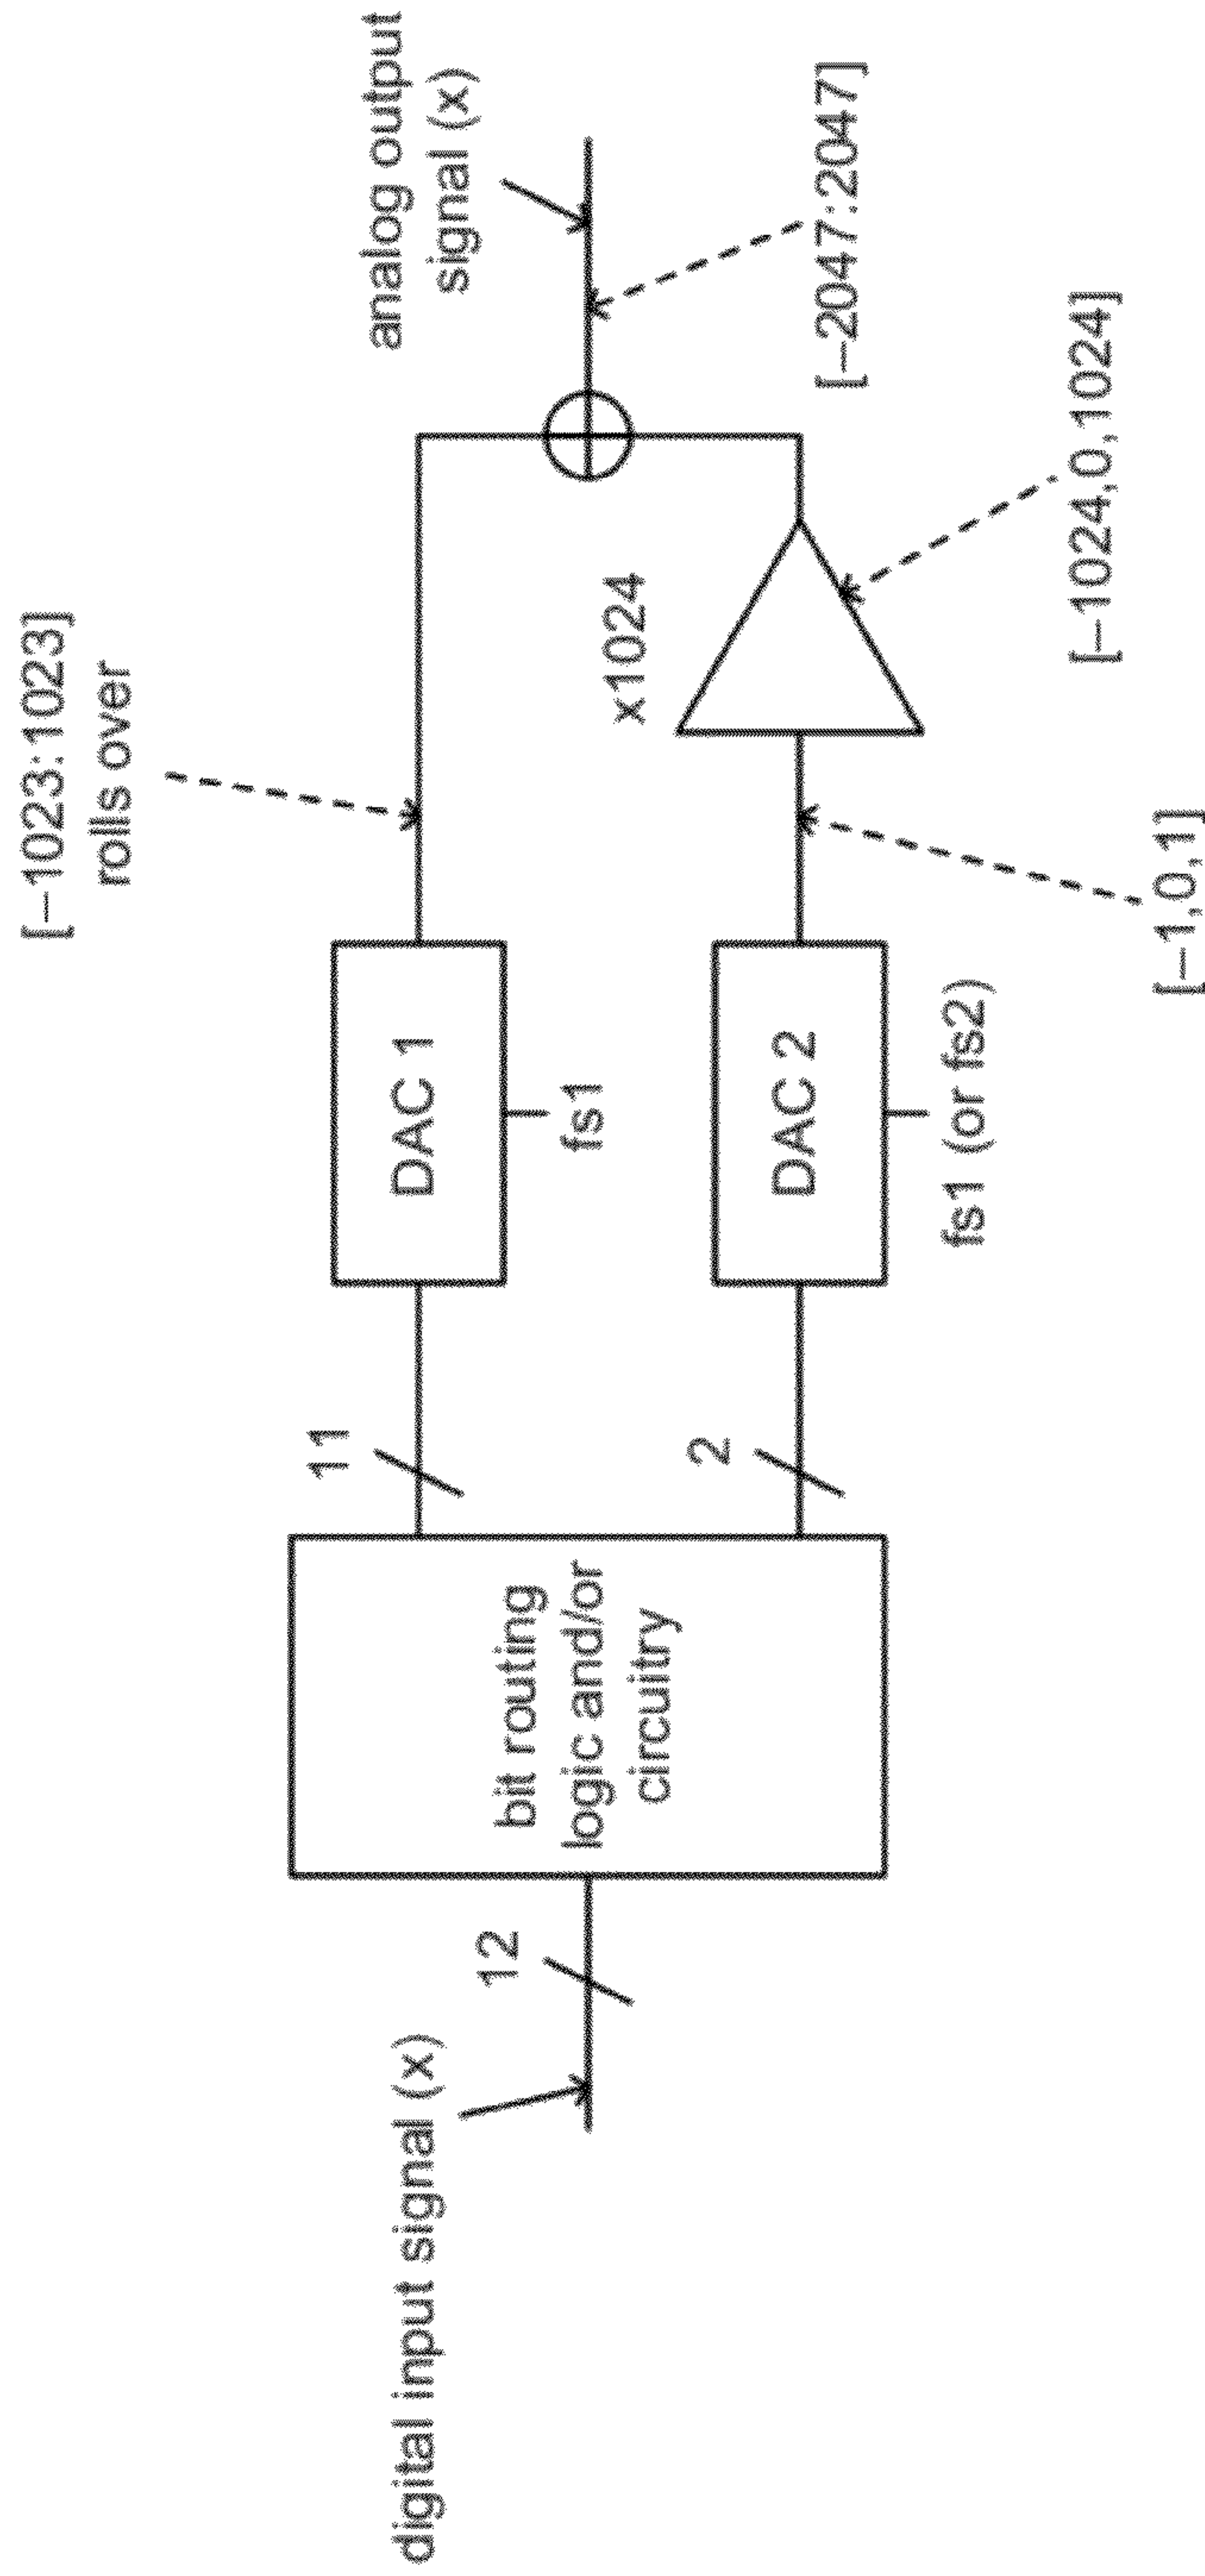 digital input signal (x)
12
bit routing
logic and/or
circuitry
11
2
DAC 1
fs1
DAC 2
fs1 (or fs2)
[−1023:1023]
rolls over
[−1,0,1]
x1024
[−1024,0,1024]
analog output
signal (x)
[−2047:2047]